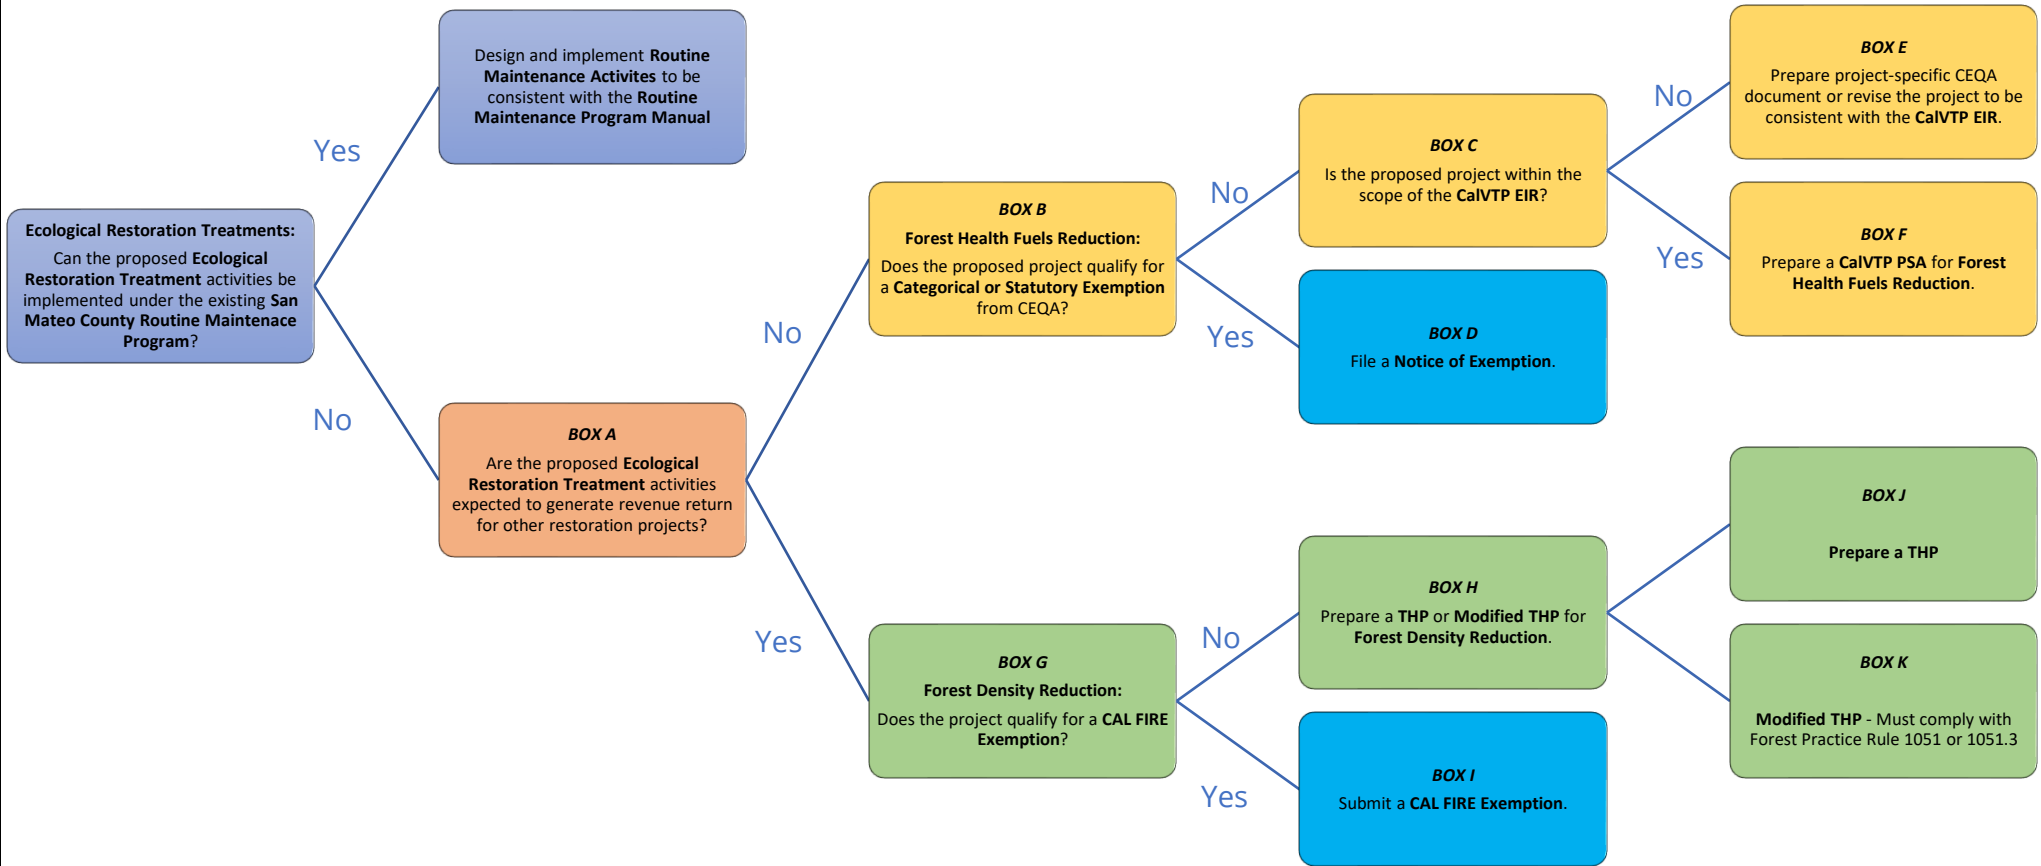 Ecological Restoration Treatments:
Can the proposed Ecological
Restoration Treatment activities be
implemented under the existing San
Mateo County Routine Maintenace
Program?
Yes
No
Design and implement Routine
Maintenance Activites to be
consistent with the Routine
Maintenance Program Manual
BOX A
Are the proposed Ecological
Restoration Treatment activities
expected to generate revenue return
for other restoration projects?
No
Yes
BOX B
Forest Health Fuels Reduction:
Does the proposed project qualify for
a Categorical or Statutory Exemption
from CEQA?
No
Yes
BOX C
Is the proposed project within the
scope of the CalVTP EIR?
No
Yes
BOX D
File a Notice of Exemption.
BOX E
Prepare project-specific CEQA
document or revise the project to be
consistent with the CalVTP EIR.
BOX F
Prepare a CalVTP PSA for Forest
Health Fuels Reduction.
BOX G
Forest Density Reduction:
Does the project qualify for a CAL FIRE
Exemption?
No
Yes
BOX H
Prepare a THP or Modified THP for
Forest Density Reduction.
BOX I
Submit a CAL FIRE Exemption.
BOX J
Prepare a THP
BOX K
Modified THP - Must comply with
Forest Practice Rule 1051 or 1051.3